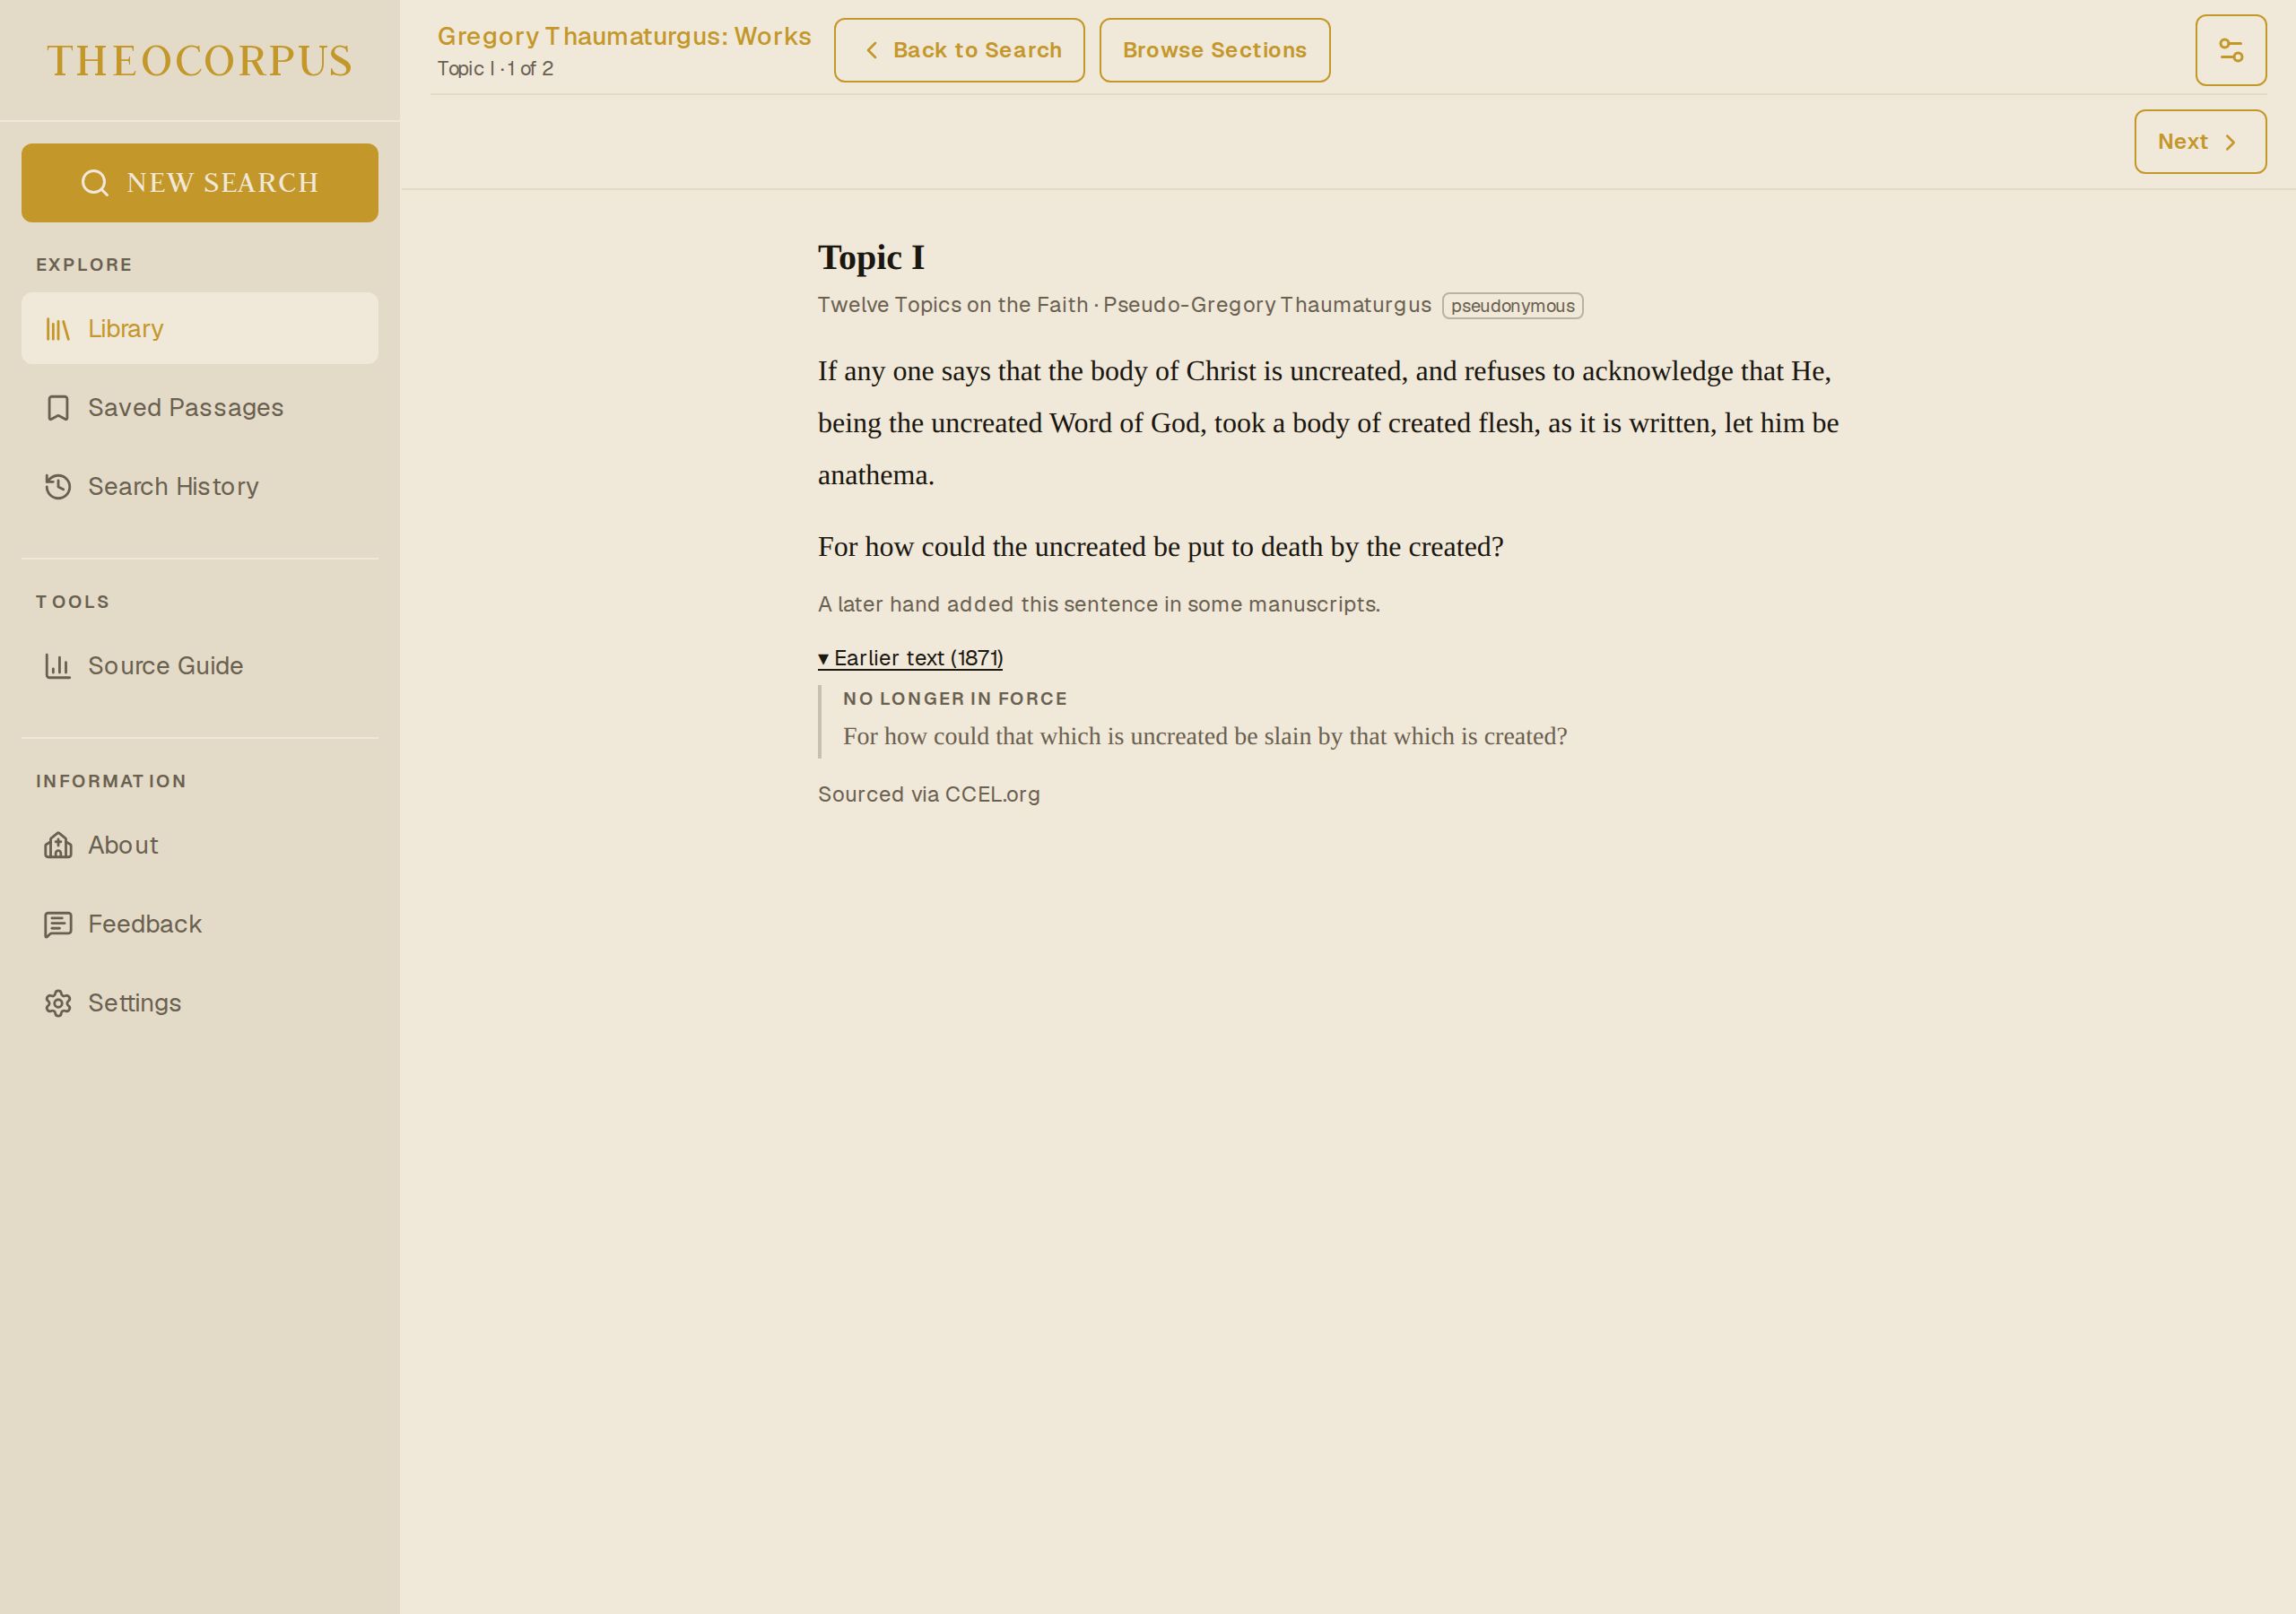 THEOCORPUS
NEW SEARCH
EXPLORE
Library
Saved Passages
Search History
TOOLS
Source Guide
INFORMATION
About
Feedback
Settings
Gregory Thaumaturgus: Works
Topic I · 1 of 2
Back to Search
Browse Sections
Next
Topic I
Twelve Topics on the Faith · Pseudo-Gregory Thaumaturgus pseudonymous
If any one says that the body of Christ is uncreated, and refuses to acknowledge that He,
being the uncreated Word of God, took a body of created flesh, as it is written, let him be
anathema.
For how could the uncreated be put to death by the created?
A later hand added this sentence in some manuscripts.
▾ Earlier text (1871)
NO LONGER IN FORCE
For how could that which is uncreated be slain by that which is created?
Sourced via CCEL.org